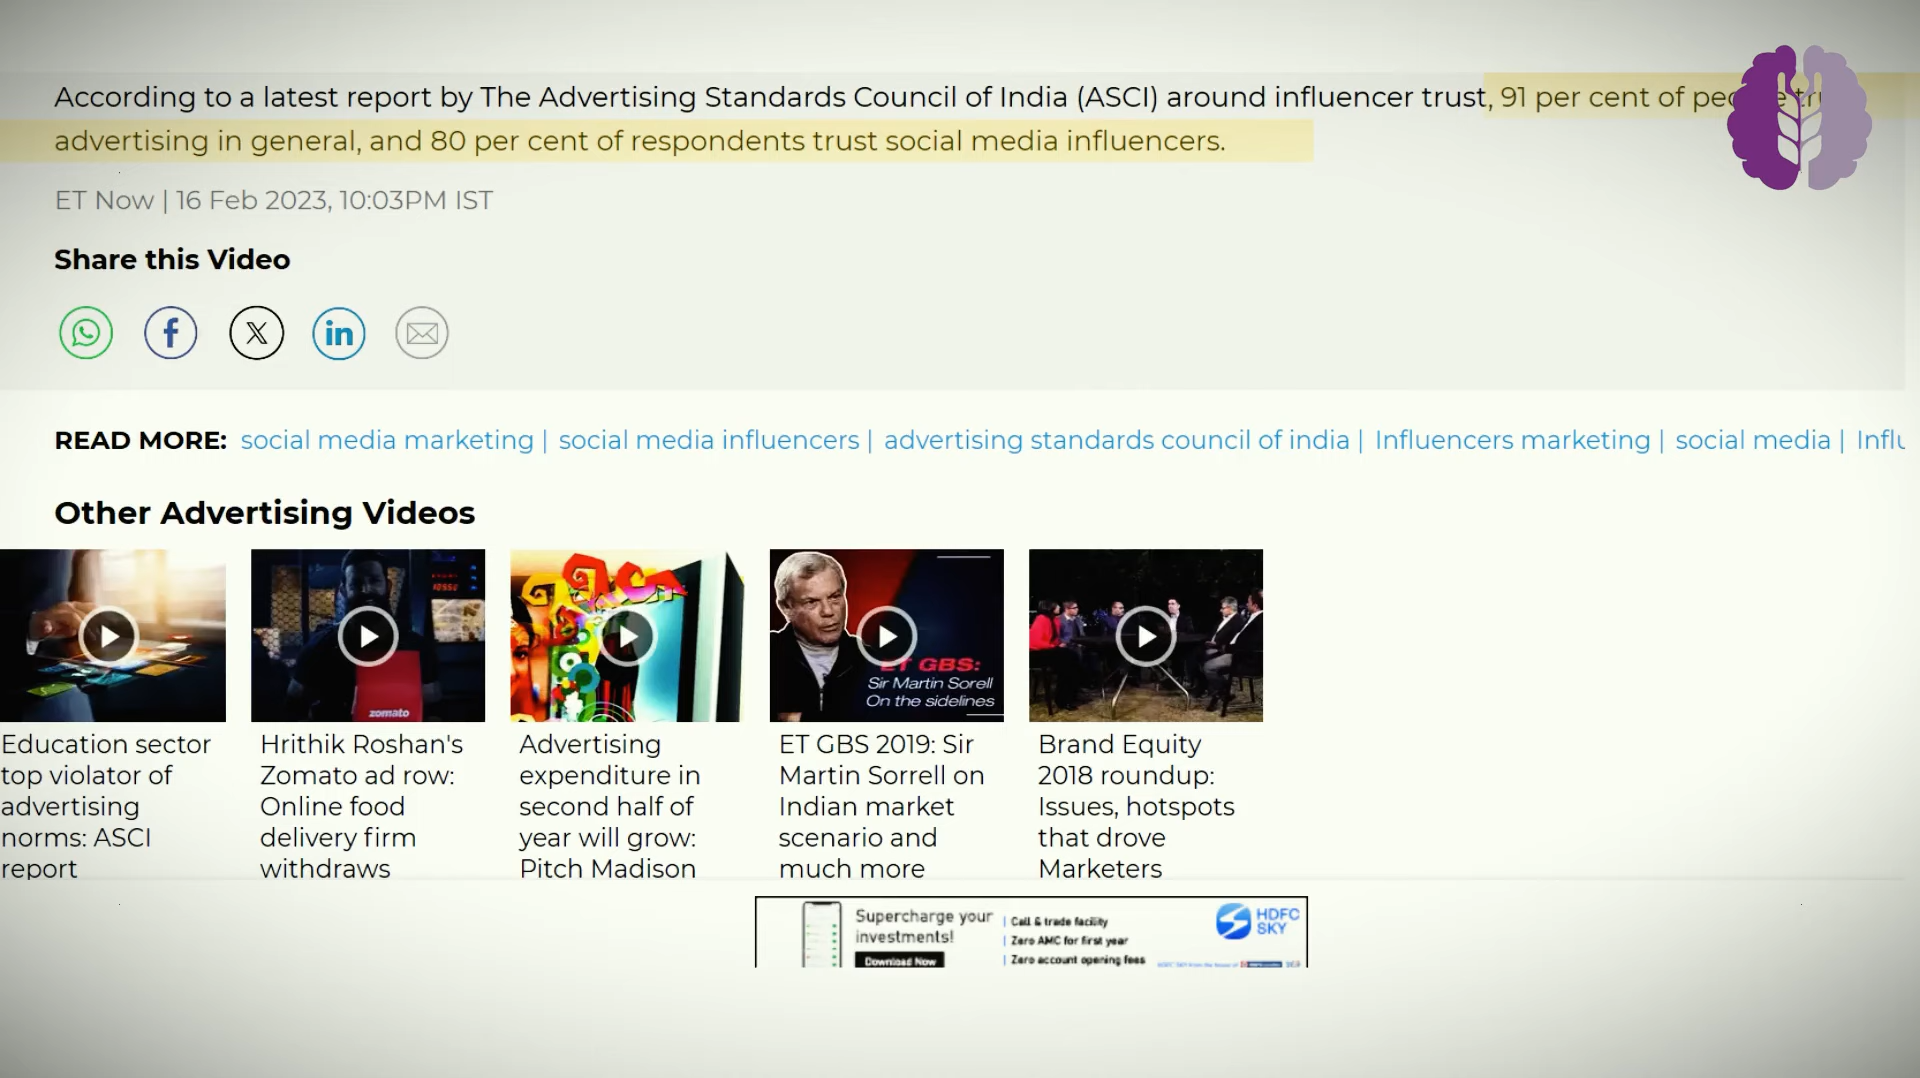 According to a latest report by The Advertising Standards Council of India (ASCI) around influencer trust, 91 per cent of
advertising in general, and 80 per cent of respondents trust social media influencers.
ET Now | 16 Feb 2023, 10:03PM IST
Share this Video
f
X
in
READ MORE: social media marketing | social media influencers | advertising standards council of india | Influencers marketing | social media |
Other Advertising Videos
zomato
ET GBS:
Sir Martin Sorell
On the sidelines
Education sector
top violator of
advertising
norms: ASCI
report
Hrithik Roshan's
Zomato ad row:
Online food
delivery firm
withdraws
Advertising
expenditure in
second half of
year will grow:
Pitch Madison
ET GBS 2019: Sir
Martin Sorrell on
Indian market
scenario and
much more
Brand Equity
2018 roundup:
Issues, hotspots
that drove
Marketers
Supercharge your
investments!
Download Now
| Call & trade facility
| Zero AMC for first year
| Zero account opening fees
HDFC
SKY